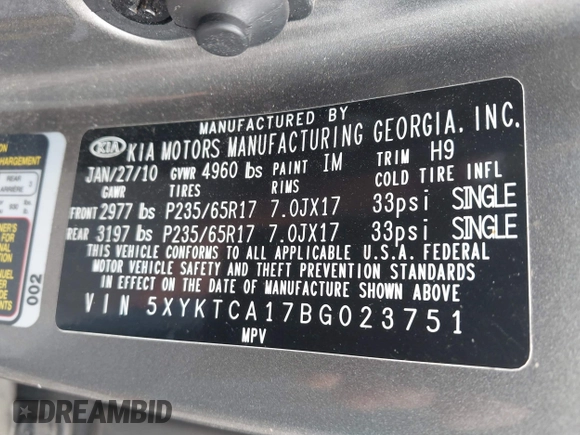 MANUFACTURED BY
KIA KIA MOTORS MANUFACTURING GEORGIA, INC.
JAN/27/10 GVWR 4960 lbs PAINT IM TRIM H9
GAWR TIRES RIMS COLD TIRE INFL
FRONT 2977 lbs P235/65R17 7.0JX17 33psi SINGLE
REAR 3197 lbs P235/65R17 7.0JX17 33psi SINGLE
THIS VEHICLE CONFORMS TO ALL APPLICABLE U.S.A. FEDERAL
MOTOR VEHICLE SAFETY AND THEFT PREVENTION STANDARDS
IN EFFECT ON THE DATE OF MANUFACTURE SHOWN ABOVE
VIN 5XYKTCA17BG023751
MPV
002
DREAMBID